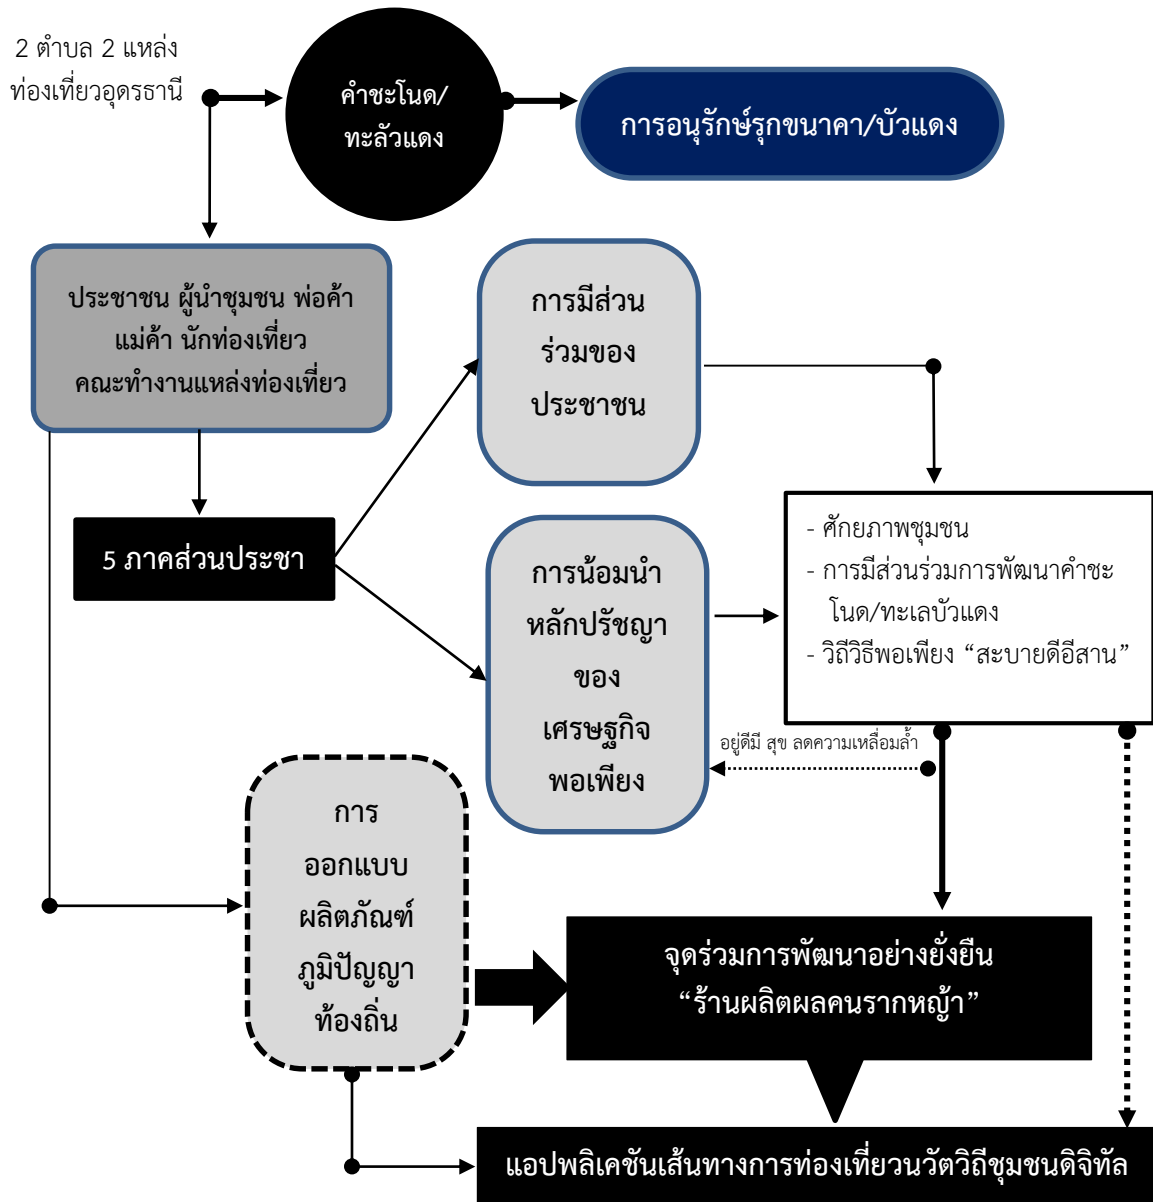 2 ตำบล 2 แหล่ง
ท่องเที่ยวอุดรธานี
คำชะโนด/
ทะลัวแดง
การอนุรักษ์รุกขนาคา/บัวแดง
ประชาชน ผู้นำชุมชน พ่อค้า
แม่ค้า นักท่องเที่ยว
คณะทำงานแหล่งท่องเที่ยว
การมีส่วน
ร่วมของ
ประชาชน
5 ภาคส่วนประชา
การน้อมนำ
หลักปรัชญา
ของ
เศรษฐกิจ
พอเพียง
- ศักยภาพชุมชน
- การมีส่วนร่วมการพัฒนาคำชะ
โนด/ทะเลบัวแดง
- วิถีวิธีพอเพียง “สะบายดีอีสาน”
อยู่ดีมี สุข ลดความเหลื่อมล้ำ
การ
ออกแบบ
ผลิตภัณฑ์
ภูมิปัญญา
ท้องถิ่น
จุดร่วมการพัฒนาอย่างยั่งยืน
“ร้านผลิตผลคนรากหญ้า”
แอปพลิเคชันเส้นทางการท่องเที่ยวนวัตวิถีชุมชนดิจิทัล